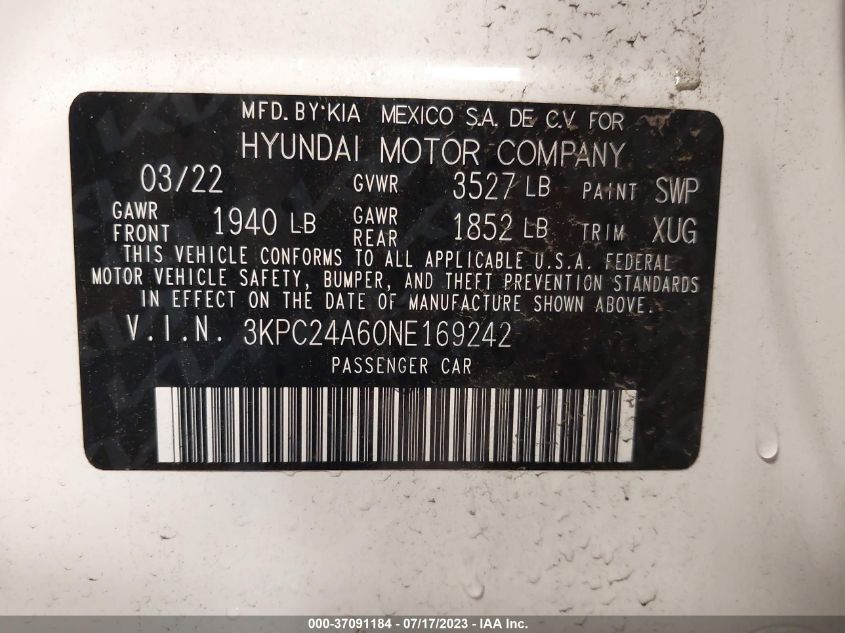 MFD. BY KIA MEXICO S.A. DE C.V. FOR
HYUNDAI MOTOR COMPANY
03/22 GVWR 3527 LB PAINT SWP
GAWR FRONT 1940 LB GAWR REAR 1852 LB TRIM XUG
THIS VEHICLE CONFORMS TO ALL APPLICABLE U.S.A. FEDERAL
MOTOR VEHICLE SAFETY, BUMPER, AND THEFT PREVENTION STANDARDS
IN EFFECT ON THE DATE OF MANUFACTURE SHOWN ABOVE.
V.I.N. 3KPC24A60NE169242
PASSENGER CAR
000-37091184 - 07/17/2023 - IAA Inc.